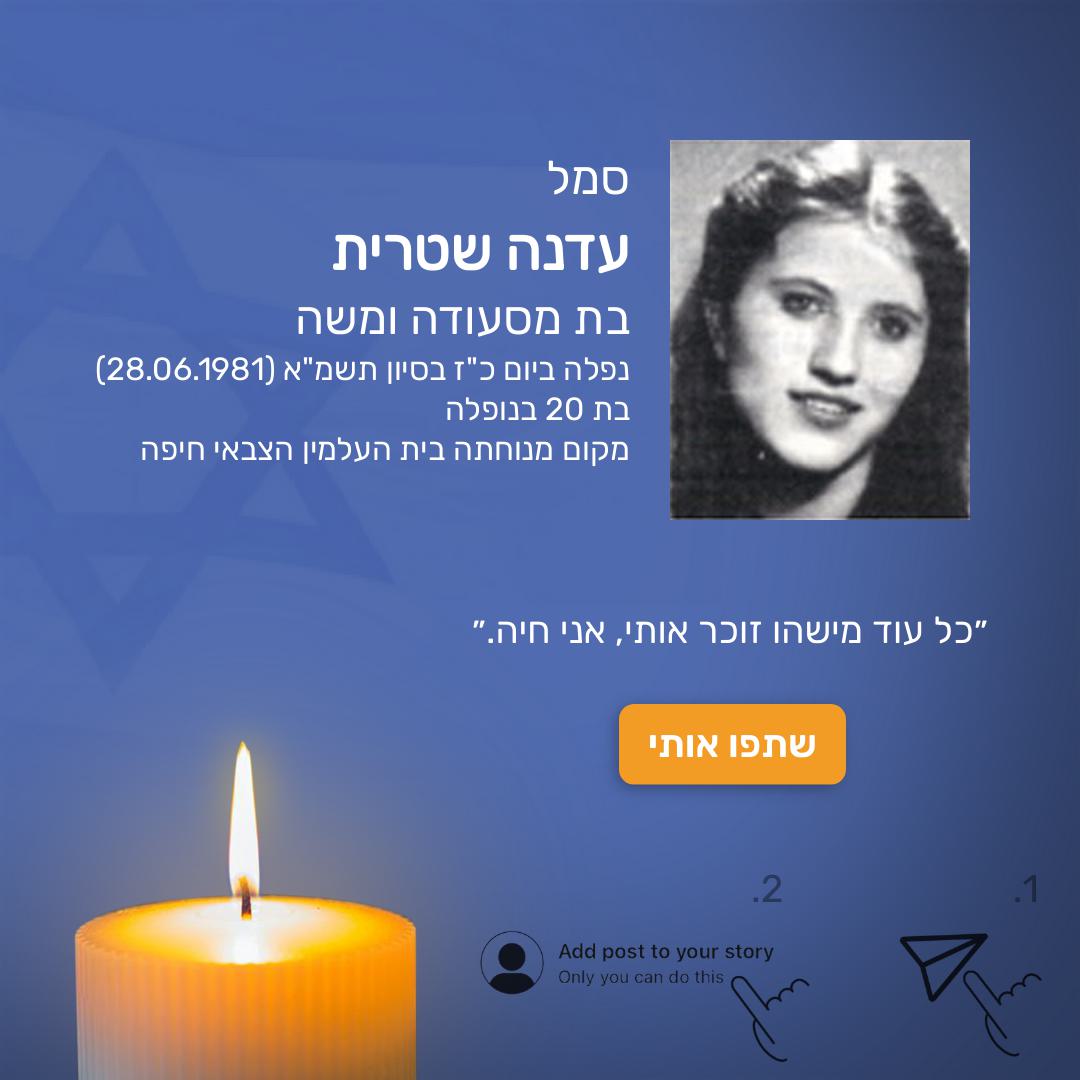 סמל
עדנה שטרית
בת מסעודה ומשה
נפלה ביום כ"ז בסיון תשמ"א (28.06.1981)
בת 20 בנופלה
מקום מנוחתה בית העלמין הצבאי חיפה
"כל עוד מישהו זוכר אותי, אני חיה."
שתפו אותי
1.
2.
Add post to your story
Only you can do this